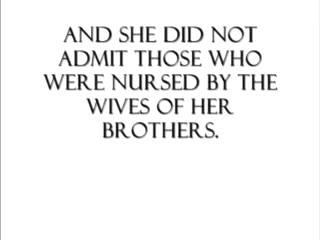 AND SHE DID NOT
ADMIT THOSE WHO
WERE NURSED BY THE
WIVES OF HER
BROTHERS.